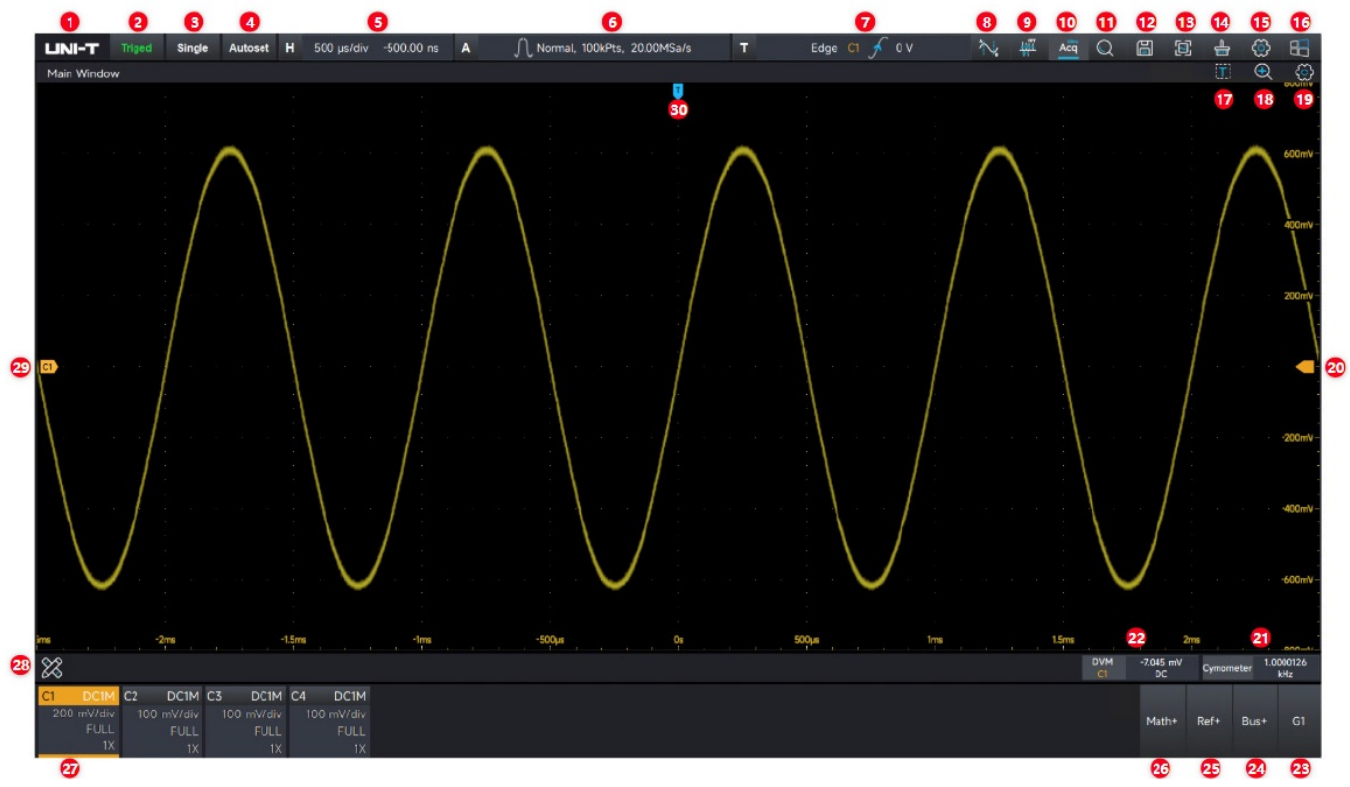 1 2 3 4 5 6 7 8 9 10 11 12 13 14 15 16
UNI-T Triged Single Autoset H 500 µs/div -500.00 ns A Normal, 100kPts, 20.00MSa/s T Edge C1 0 V Acq
Main Window
T
17 18 19
T
30
800mV
600mV
400mV
200mV
29 C1 20
-200mV
-400mV
-600mV
-2ms -1.5ms -1ms -500µs 0s 500µs 1ms 1.5ms 2ms
-800mV
22 21
28 DVM C1 -7.045 mV DC Cymometer 1.0000126 kHz
C1 DC1M C2 DC1M C3 DC1M C4 DC1M
200 mV/div 100 mV/div 100 mV/div 100 mV/div
FULL FULL FULL FULL
1X 1X 1X 1X
Math+ Ref+ Bus+ G1
27 26 25 24 23